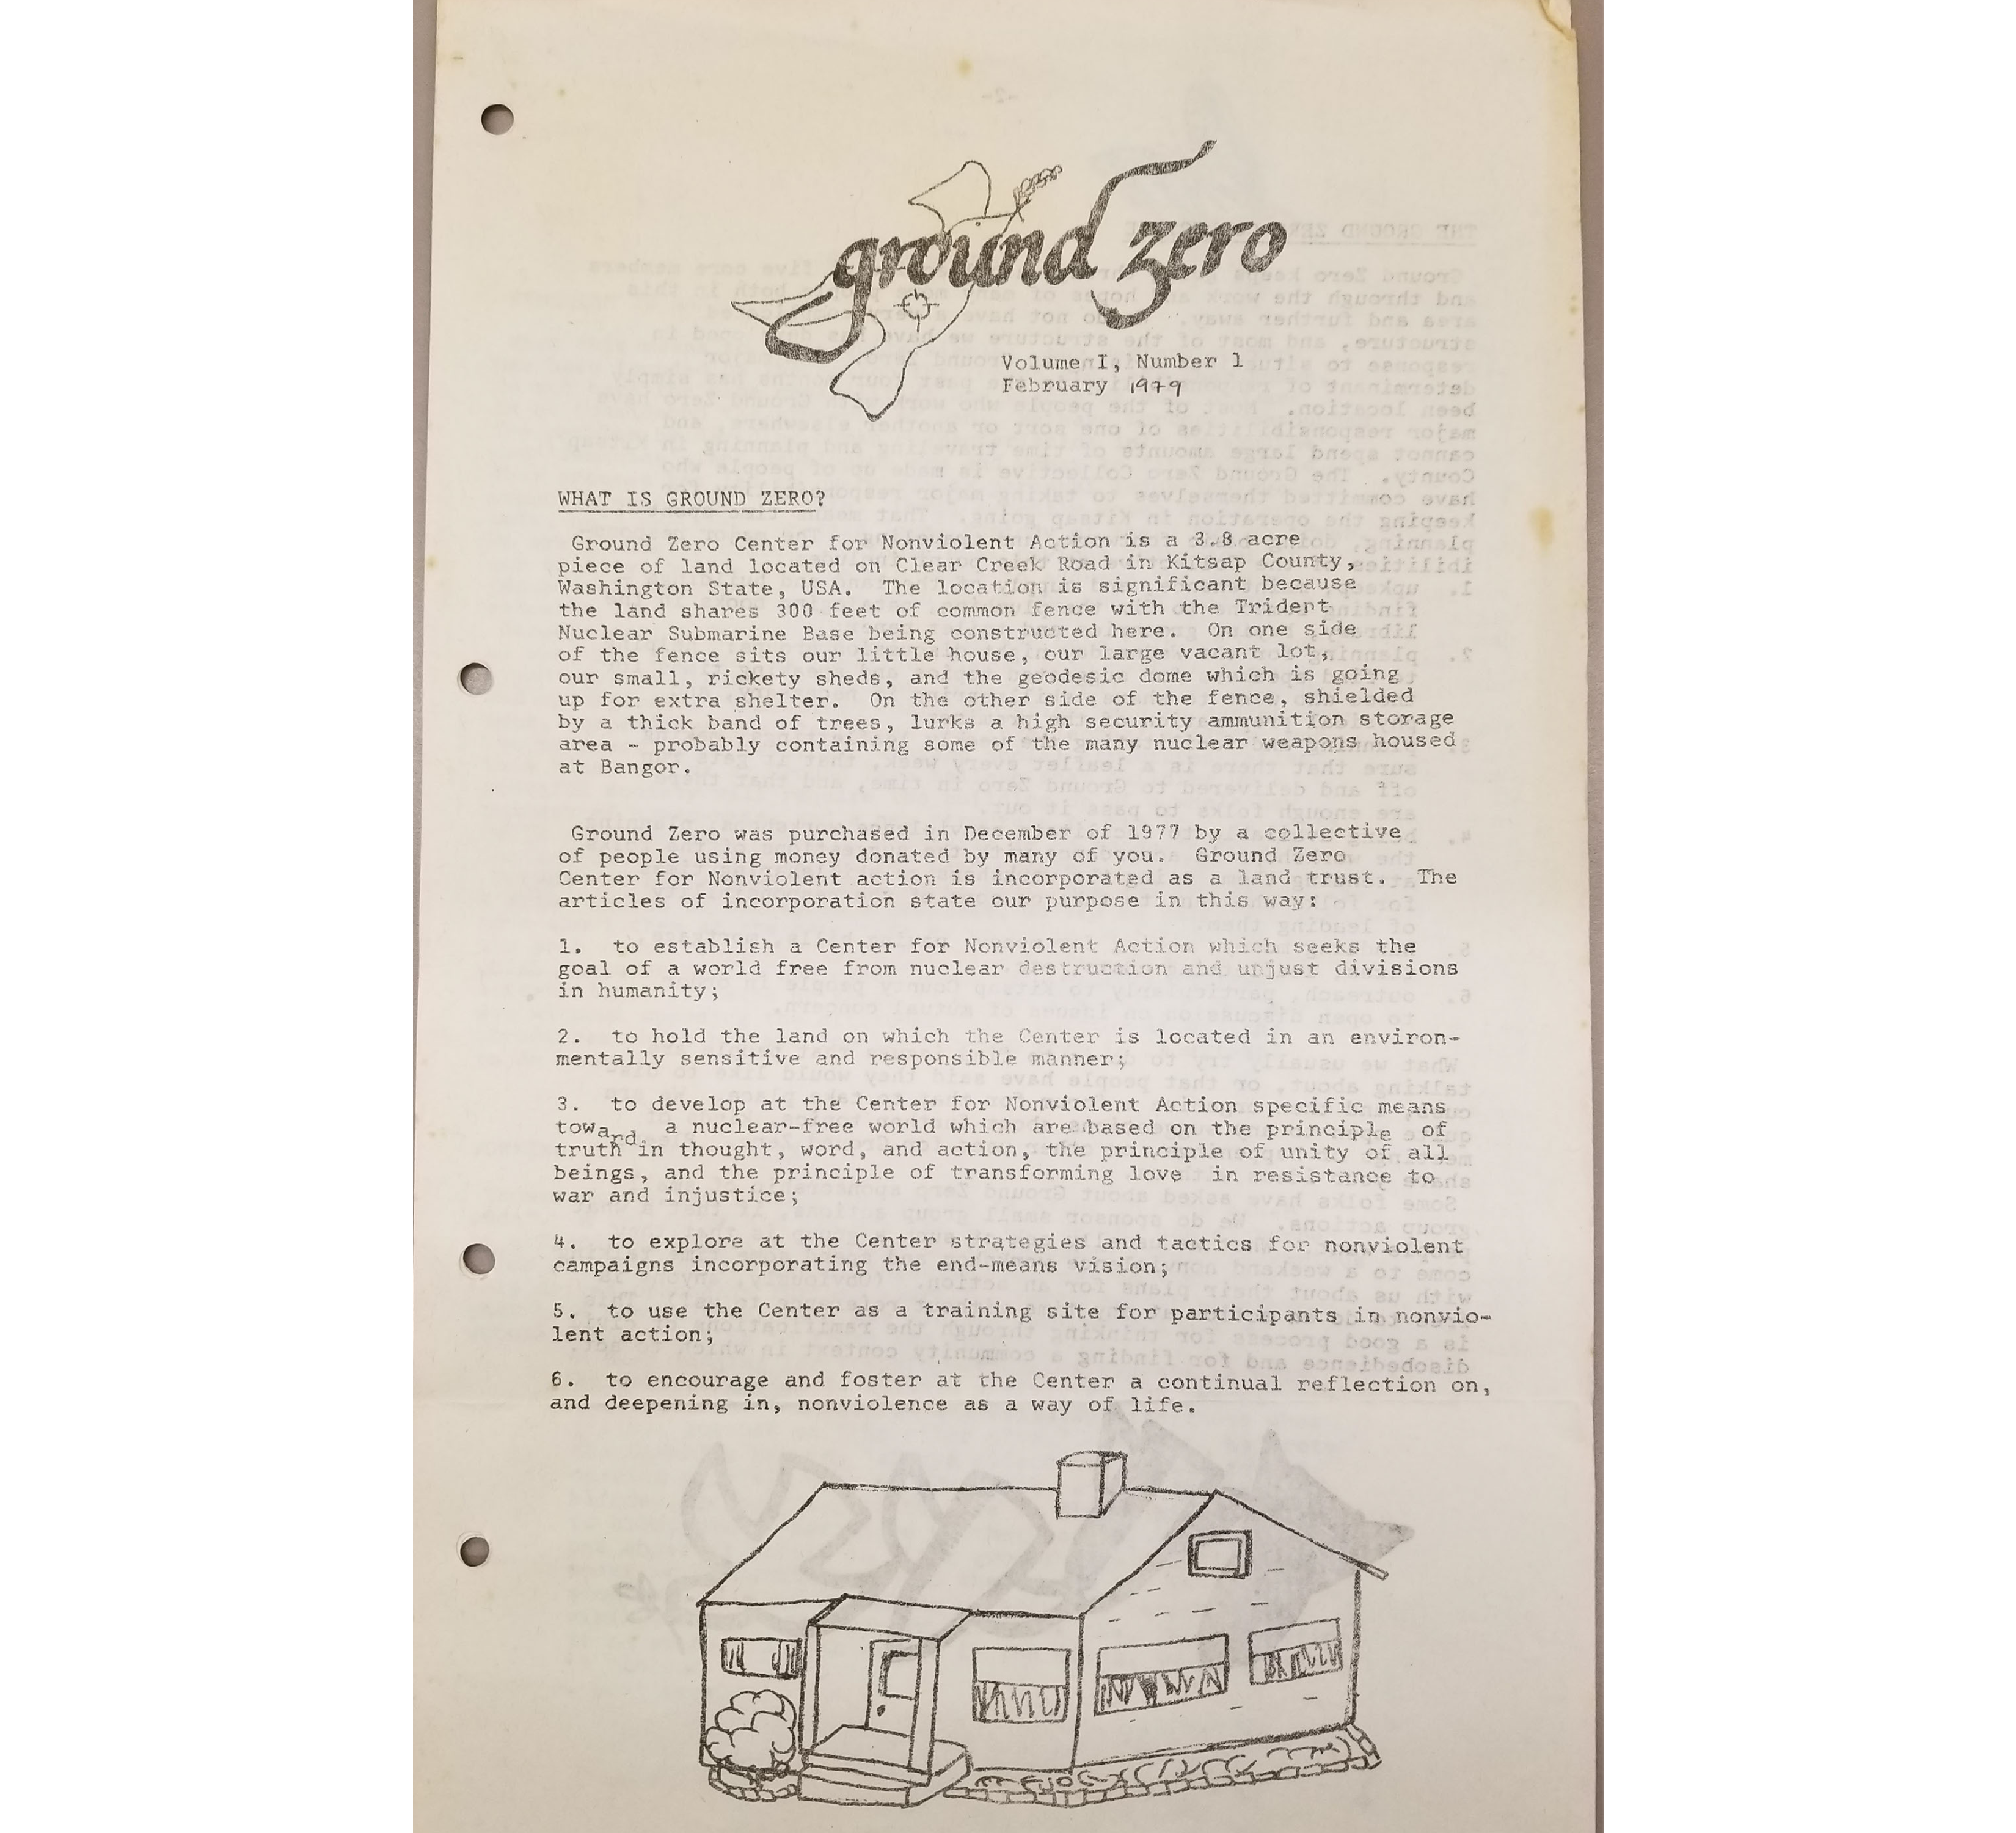 ground zero
Volume I, Number 1
February 1979
WHAT IS GROUND ZERO?
Ground Zero Center for Nonviolent Action is a 3.8 acre
piece of land located on Clear Creek Road in Kitsap County,
Washington State, USA. The location is significant because
the land shares 300 feet of common fence with the Trident
Nuclear Submarine Base being constructed here. On one side
of the fence sits our little house, our large vacant lot,
our small, rickety sheds, and the geodesic dome which is going
up for extra shelter. On the other side of the fence, shielded
by a thick band of trees, lurks a high security ammunition storage
area - probably containing some of the many nuclear weapons housed
at Bangor.
Ground Zero was purchased in December of 1977 by a collective
of people using money donated by many of you. Ground Zero
Center for Nonviolent action is incorporated as a land trust. The
articles of incorporation state our purpose in this way:
1. to establish a Center for Nonviolent Action which seeks the
goal of a world free from nuclear destruction and unjust divisions
in humanity;
2. to hold the land on which the Center is located in an environ-
mentally sensitive and responsible manner;
3. to develop at the Center for Nonviolent Action specific means
toward a nuclear-free world which are based on the principle of
truth in thought, word, and action, the principle of unity of all
beings, and the principle of transforming love in resistance to
war and injustice;
4. to explore at the Center strategies and tactics for nonviolent
campaigns incorporating the end-means vision;
5. to use the Center as a training site for participants in nonvio-
lent action;
6. to encourage and foster at the Center a continual reflection on,
and deepening in, nonviolence as a way of life.